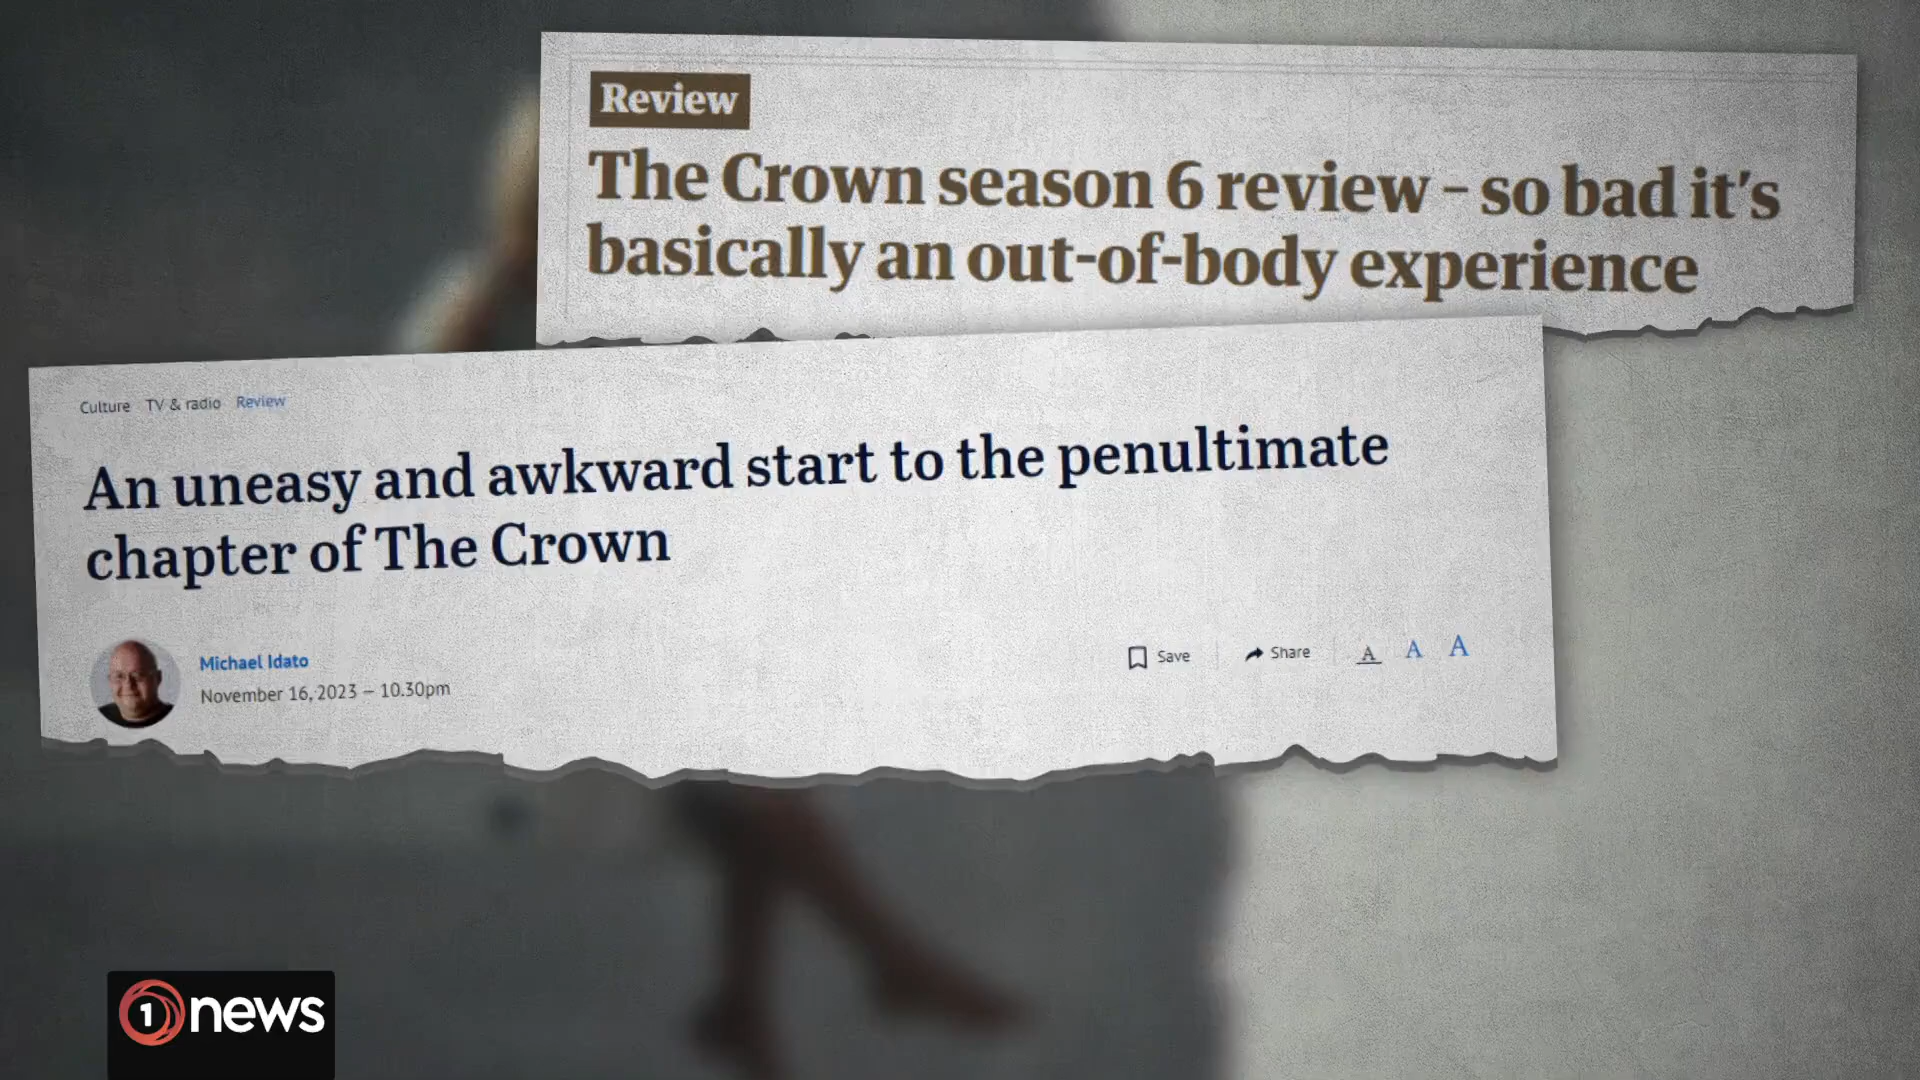 Review
The Crown season 6 review – so bad it's
basically an out-of-body experience
Culture TV & radio Review
An uneasy and awkward start to the penultimate
chapter of The Crown
Michael Idato
November 16, 2023 – 10.30pm
Save Share A A A
1 news